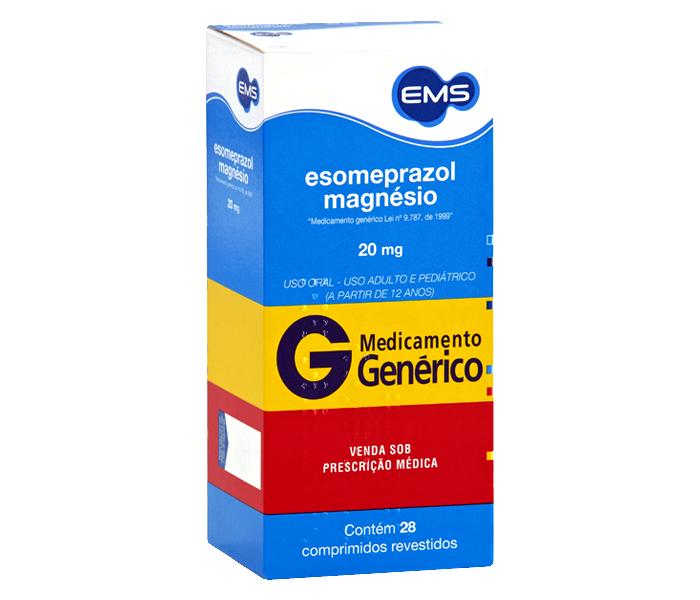 EMS
esomeprazol
magnésio
20 mg
EMS
esomeprazol
magnésio
"Medicamento genérico Lei nº 9.787, de 1999"
20 mg
USO ORAL - USO ADULTO E PEDIÁTRICO
(A PARTIR DE 12 ANOS)
G Medicamento
Genérico
VENDA SOB
PRESCRIÇÃO MÉDICA
Contém 28
comprimidos revestidos